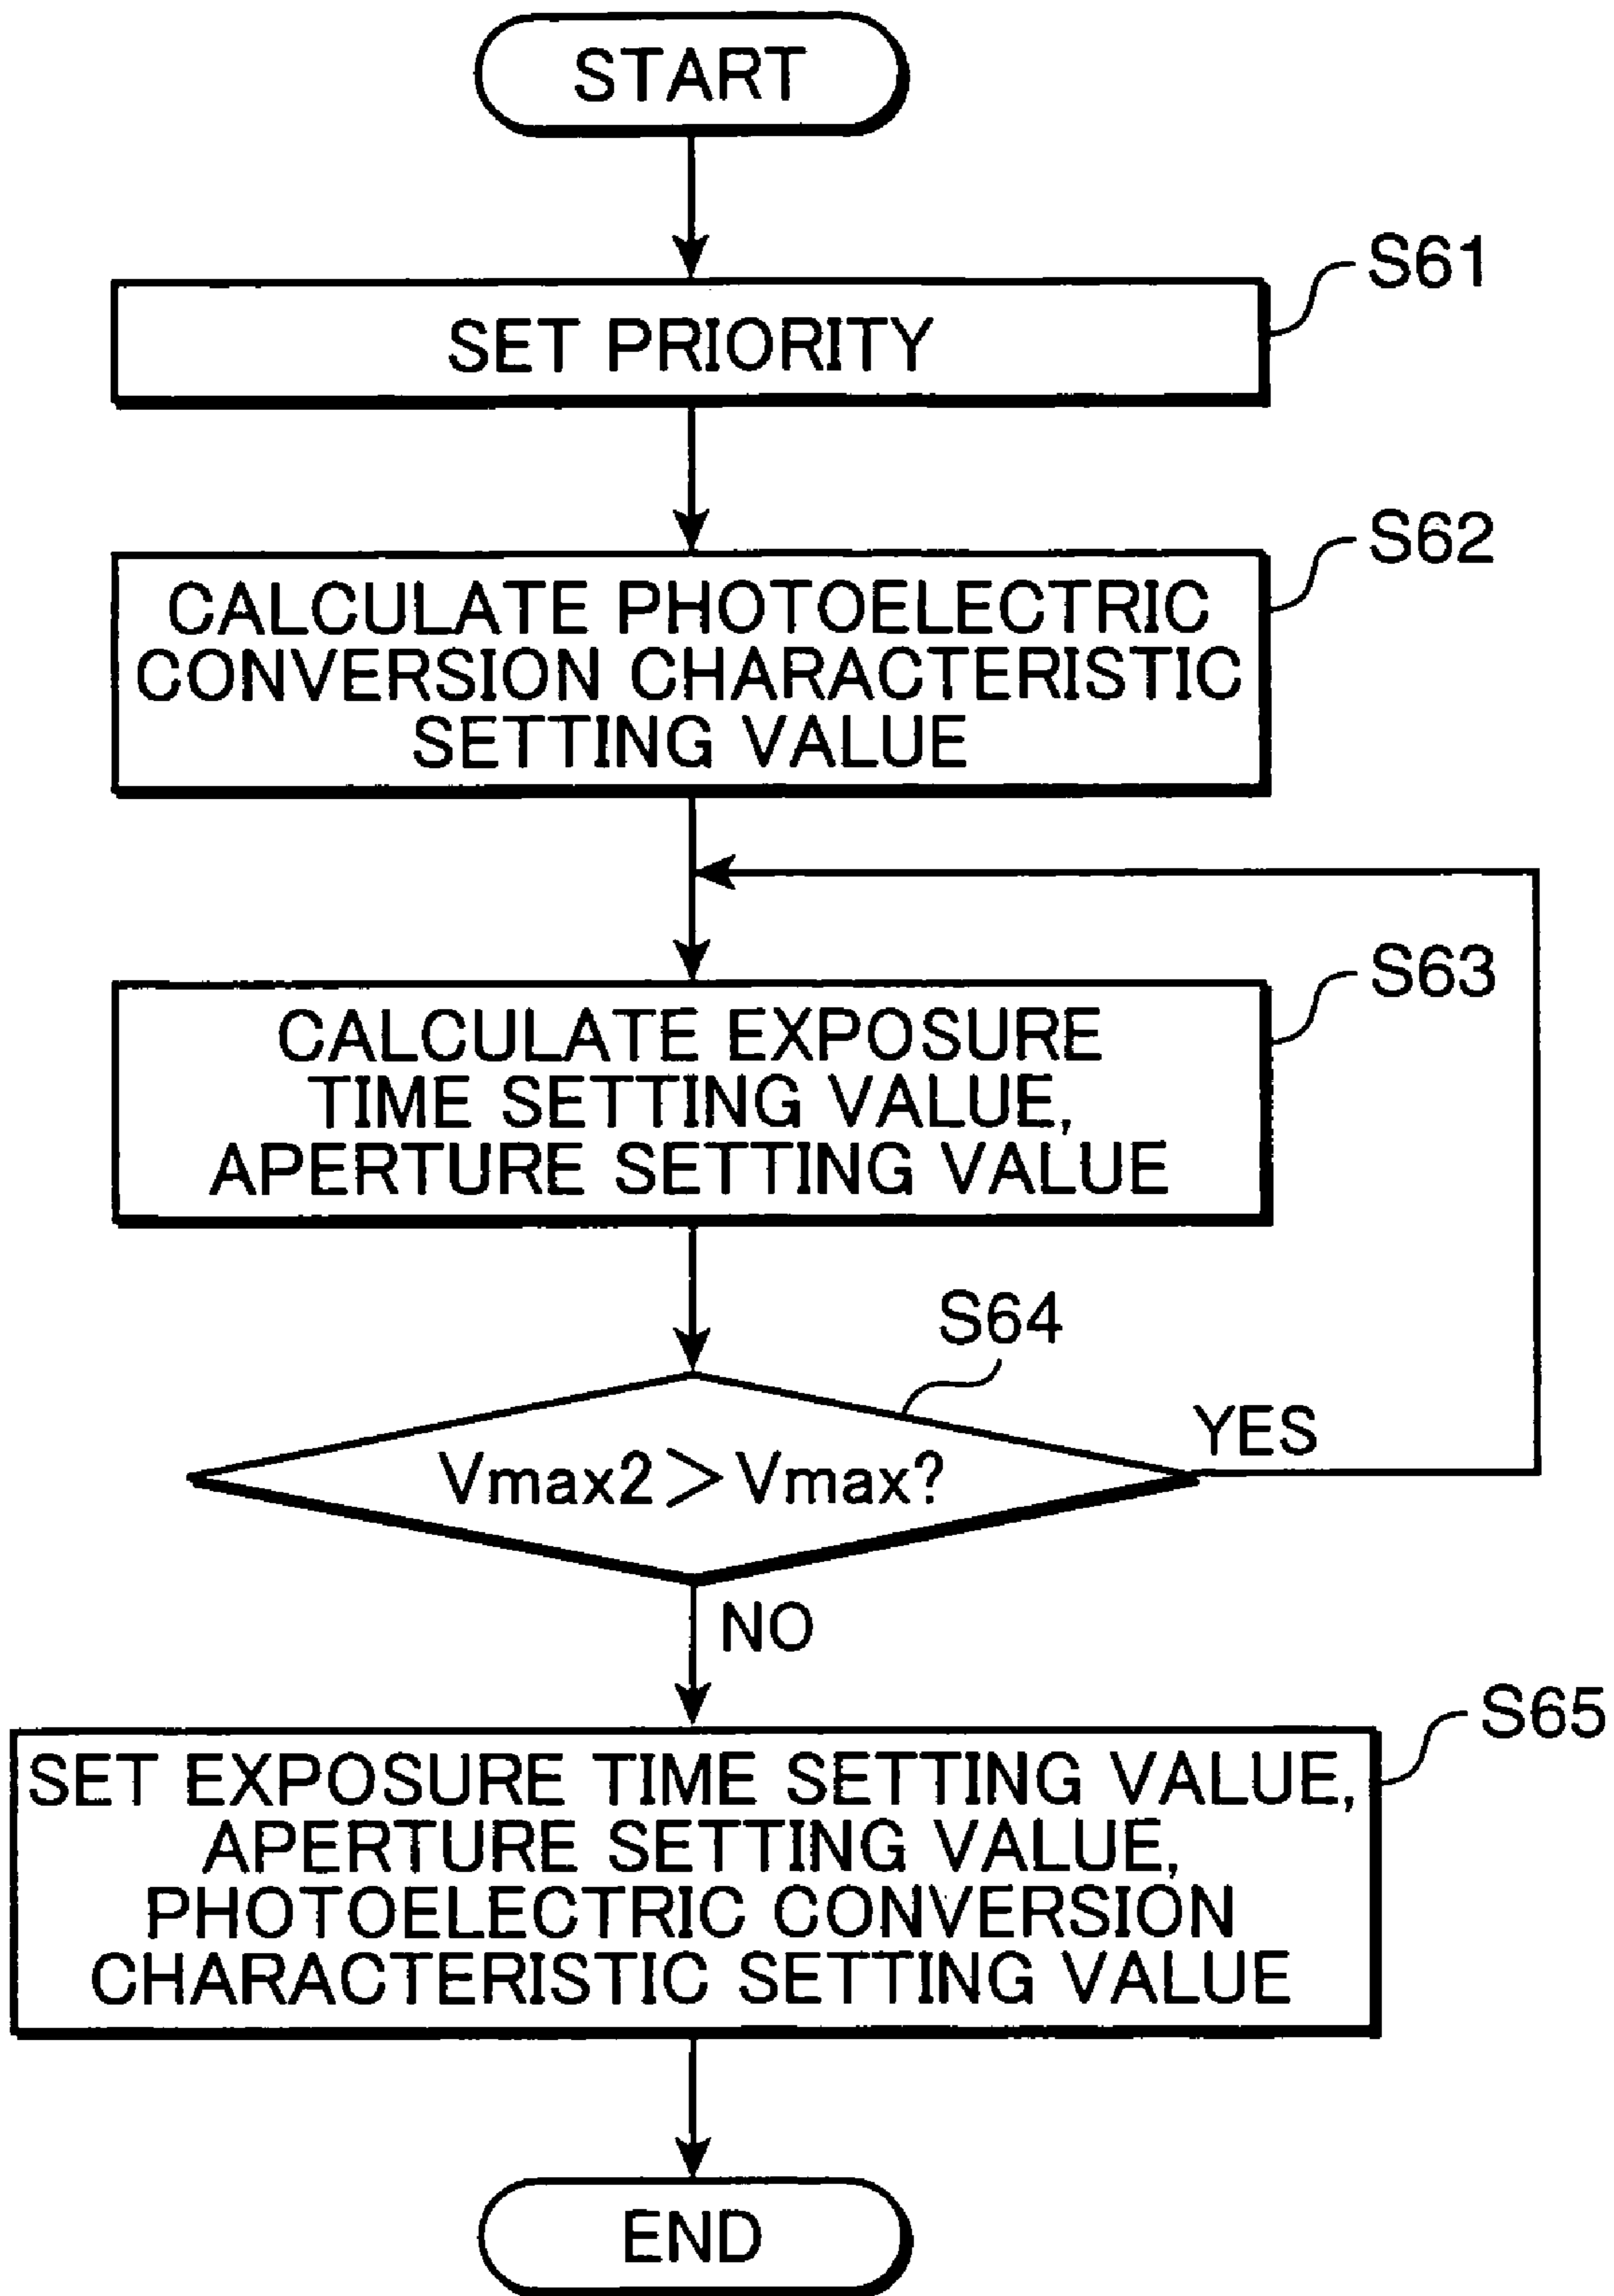 START
S61
SET PRIORITY
S62
CALCULATE PHOTOELECTRIC
CONVERSION CHARACTERISTIC
SETTING VALUE
S63
CALCULATE EXPOSURE
TIME SETTING VALUE,
APERTURE SETTING VALUE
S64
YES
Vmax2>Vmax?
NO
S65
SET EXPOSURE TIME SETTING VALUE,
APERTURE SETTING VALUE,
PHOTOELECTRIC CONVERSION
CHARACTERISTIC SETTING VALUE
END